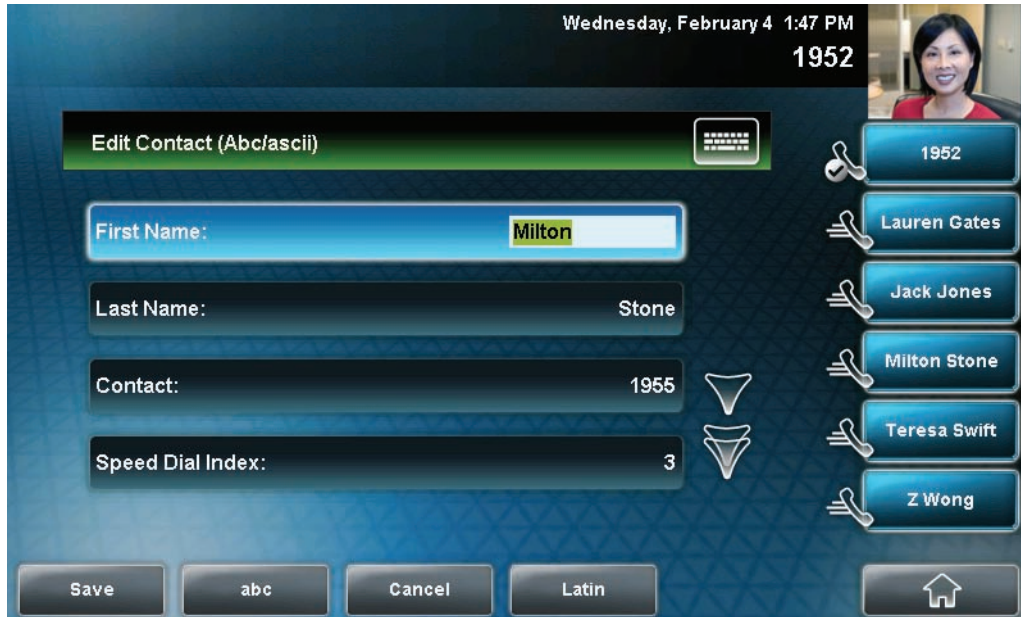 Wednesday, February 4 1:47 PM
1952
Edit Contact (Abc/ascii)
First Name: Milton
Last Name: Stone
Contact: 1955
Speed Dial Index: 3
1952
Lauren Gates
Jack Jones
Milton Stone
Teresa Swift
Z Wong
Save abc Cancel Latin